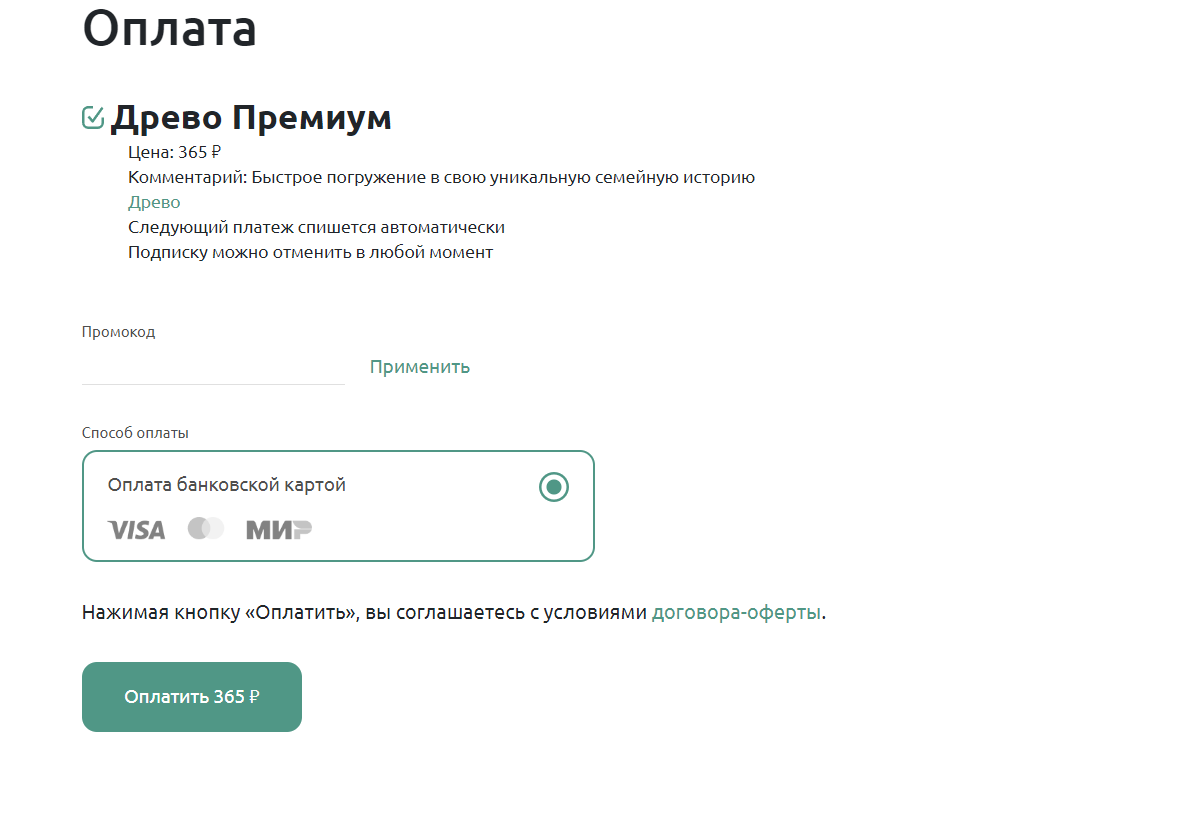 Оплата
Древо Премиум
Цена: 365 ₽
Комментарий: Быстрое погружение в свою уникальную семейную историю
Древо
Следующий платеж спишется автоматически
Подписку можно отменить в любой момент
Промокод
Применить
Способ оплаты
Оплата банковской картой
VISA МИР
Нажимая кнопку «Оплатить», вы соглашаетесь с условиями договора-оферты.
Оплатить 365 ₽